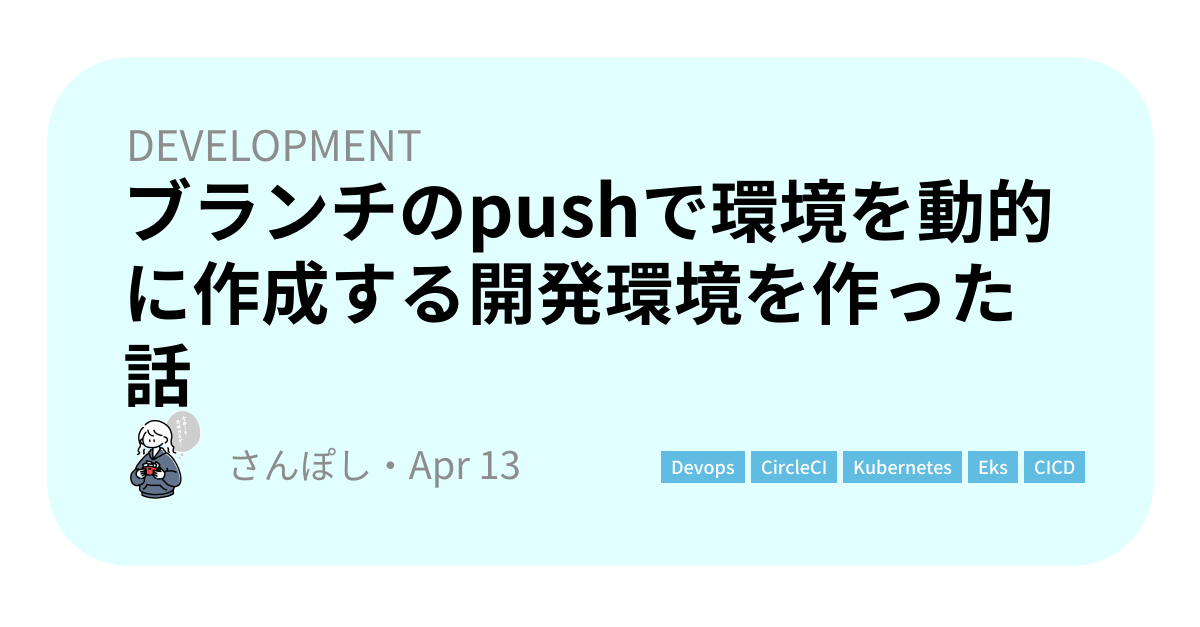 DEVELOPMENT
ブランチのpushで環境を動的
に作成する開発環境を作った
話
さんぽし・Apr 13
Devops CircleCI Kubernetes Eks CICD